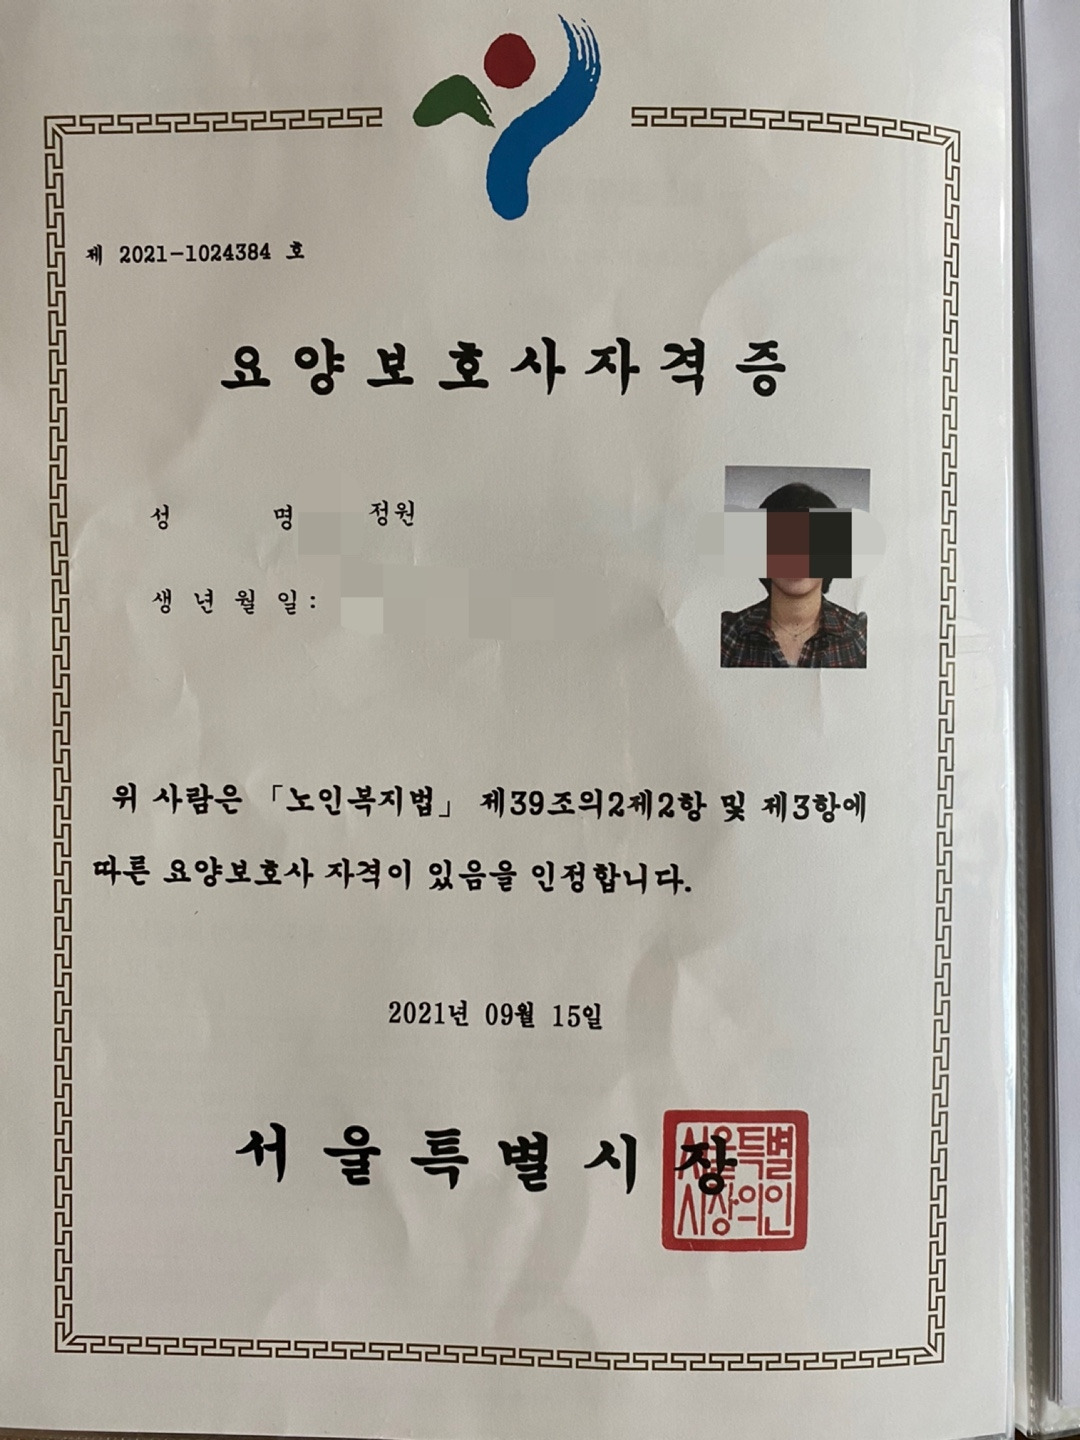 제 2021-1024384 호
요양보호사자격증
성 명 정원
생 년 월 일 :
위 사람은 「노인복지법」 제39조의2제2항 및 제3항에
따른 요양보호사 자격이 있음을 인정합니다.
2021년 09월 15일
서울특별시장
서울특별
시장의인